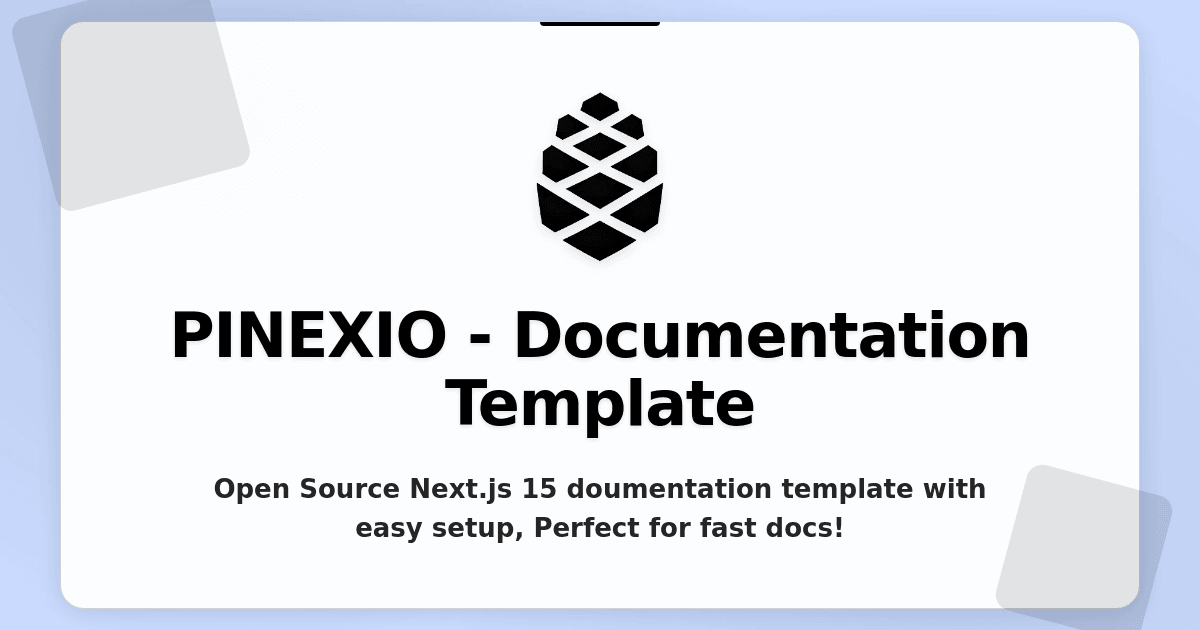 PINEXIO - Documentation
Template
Open Source Next.js 15 doumentation template with
easy setup, Perfect for fast docs!